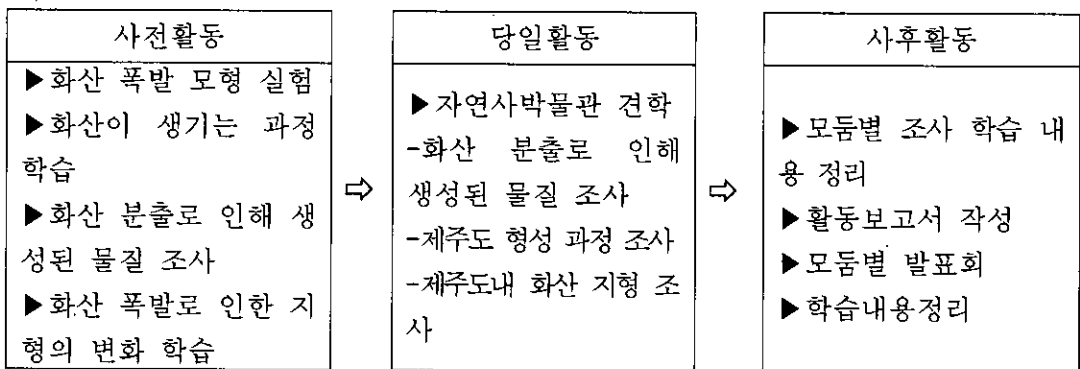 사전활동
▶화산 폭발 모형 실험
▶화산이 생기는 과정
학습
▶화산 분출로 인해 생
성된 물질 조사
▶화산 폭발로 인한 지
형의 변화 학습
⇨
당일활동
▶자연사박물관 견학
-화산 분출로 인해
생성된 물질 조사
-제주도 형성 과정 조사
-제주도내 화산 지형 조
사
⇨
사후활동
▶모둠별 조사 학습 내
용 정리
▶활동보고서 작성
▶모둠별 발표회
▶학습내용정리